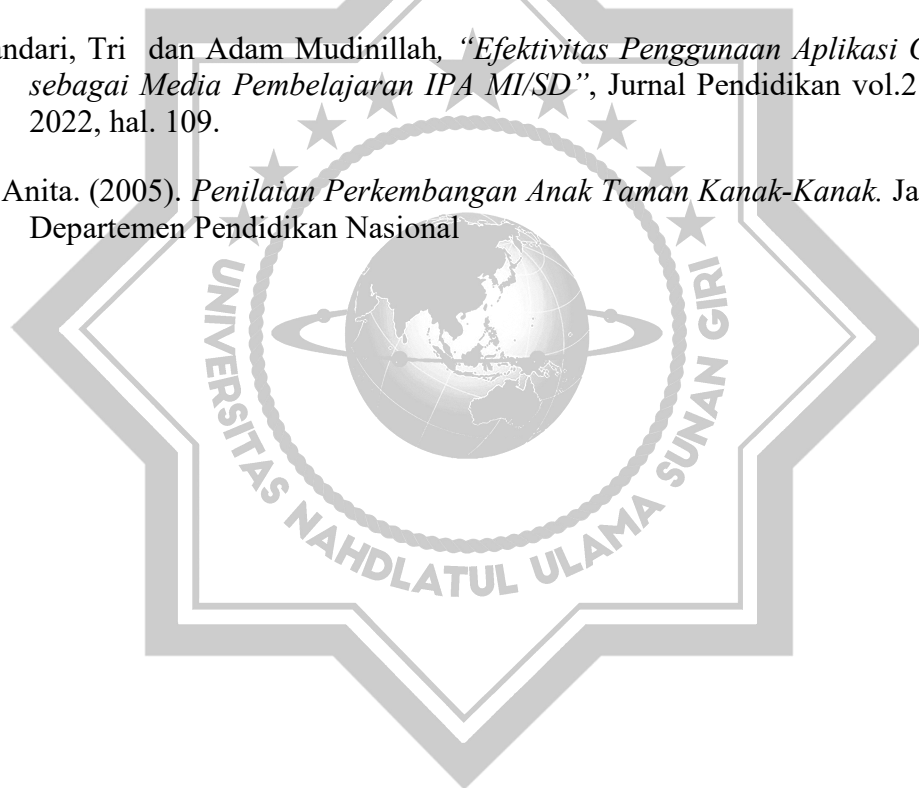 andari, Tri dan Adam Mudinillah, “Efektivitas Penggunaan Aplikasi
sebagai Media Pembelajaran IPA MI/SD”, Jurnal Pendidikan vol.2
2022, hal. 109.
Anita. (2005). Penilaian Perkembangan Anak Taman Kanak-Kanak. Ja
Departemen Pendidikan Nasional
UNIVERSITAS NAHDLATUL ULAMA SUNAN GIRI